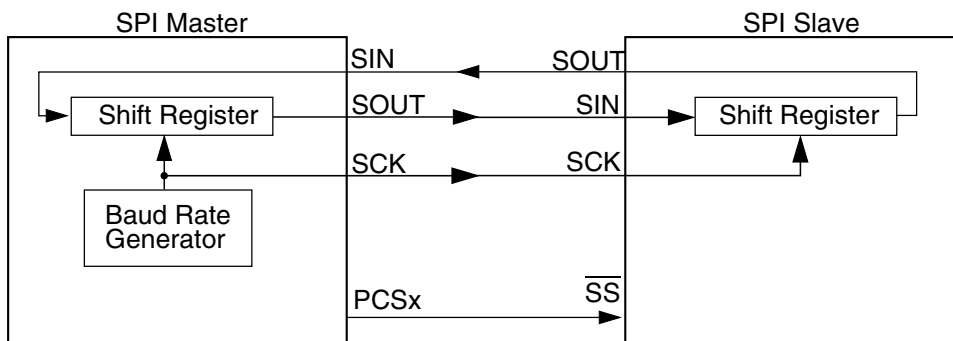 SPI Master
SPI Slave
SIN
SOUT
Shift Register
SOUT
SIN
Shift Register
SCK
SCK
Baud Rate
Generator
PCSx
SS